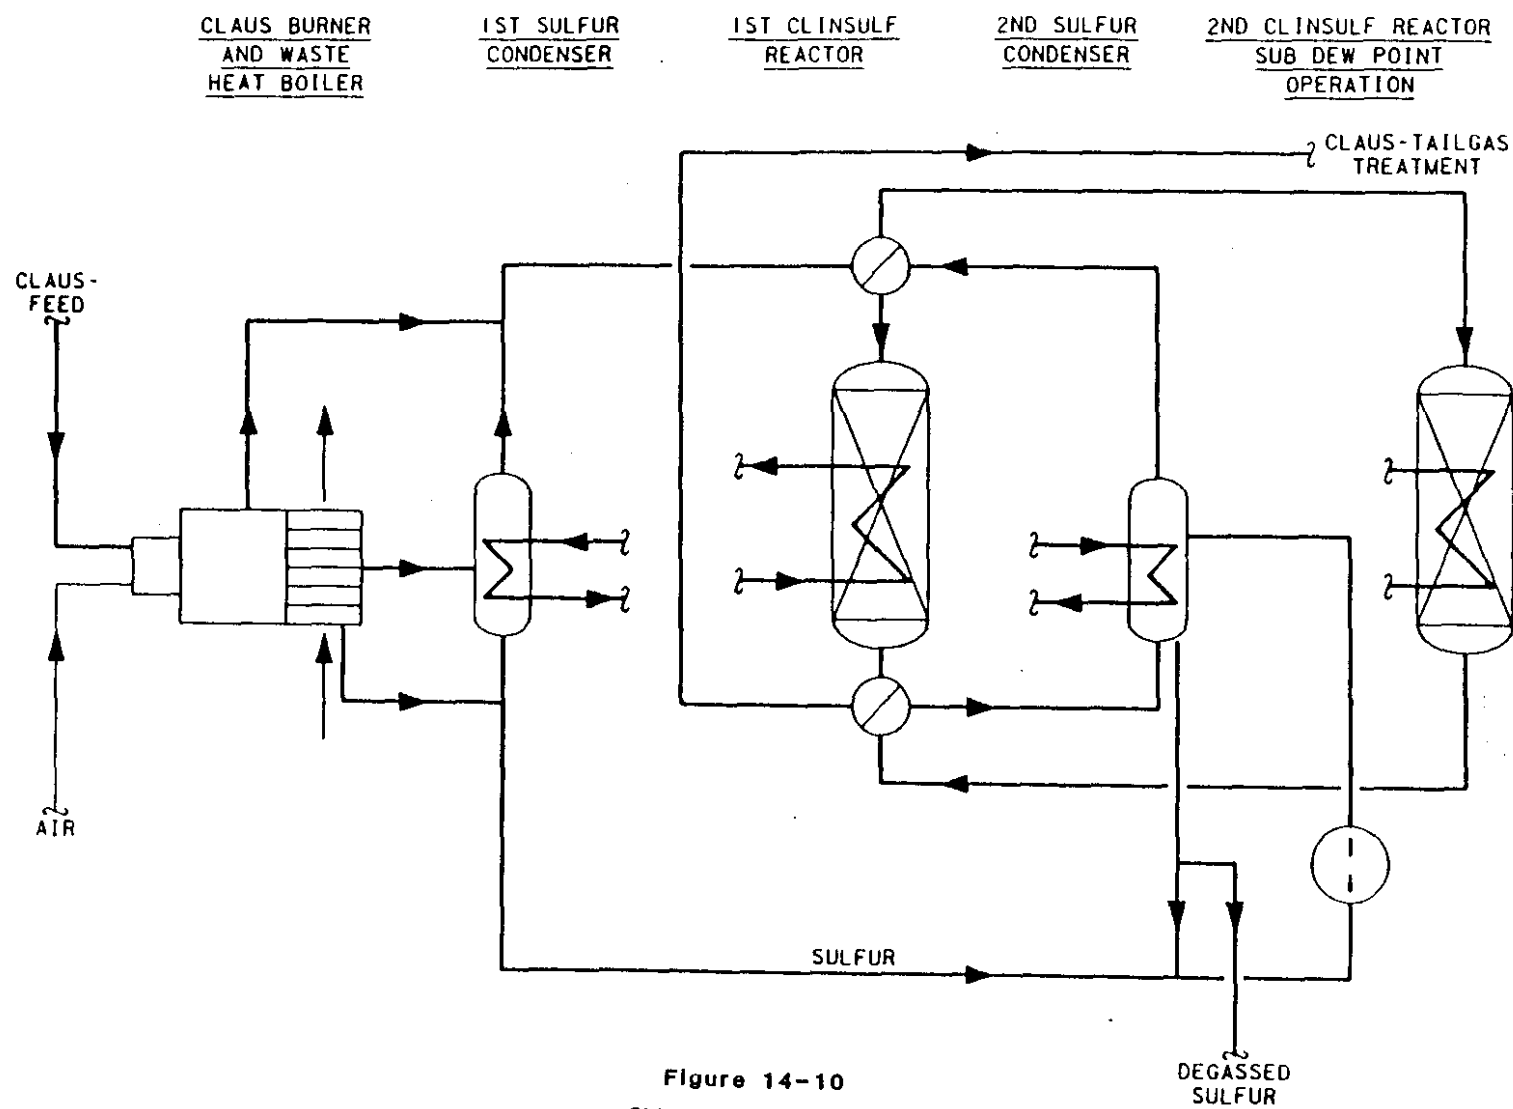 CLAUS BURNER
AND WASTE
HEAT BOILER
1ST SULFUR
CONDENSER
1ST CLINSULF
REACTOR
2ND SULFUR
CONDENSER
2ND CLINSULF REACTOR
SUB DEW POINT
OPERATION
CLAUS-TAILGAS
TREATMENT
CLAUS-
FEED
AIR
SULFUR
DEGASSED
SULFUR
Figure 14-10